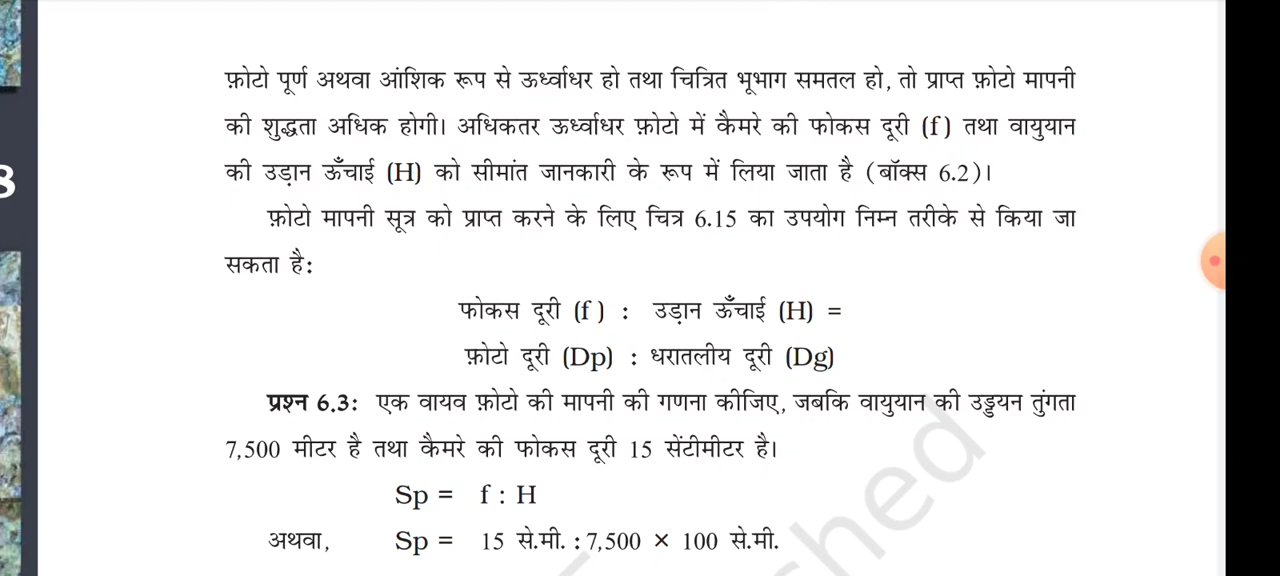 फ़ोटो पूर्ण अथवा आंशिक रूप से ऊर्ध्वाधर हो तथा चित्रित भूभाग समतल हो, तो प्राप्त फ़ोटो मापनी
की शुद्धता अधिक होगी। अधिकतर ऊर्ध्वाधर फ़ोटो में कैमरे की फोकस दूरी (f) तथा वायुयान
की उड़ान ऊँचाई (H) को सीमांत जानकारी के रूप में लिया जाता है (बॉक्स 6.2)।
8
फ़ोटो मापनी सूत्र को प्राप्त करने के लिए चित्र 6.15 का उपयोग निम्न तरीके से किया जा
सकता है:
फोकस दूरी (f ) : उड़ान ऊँचाई (H) =
फ़ोटो दूरी (Dp) : धरातलीय दूरी (Dg)
प्रश्न 6.3: एक वायव फ़ोटो की मापनी की गणना कीजिए, जबकि वायुयान की उड्डयन तुंगता
7,500 मीटर है तथा कैमरे की फोकस दूरी 15 सेंटीमीटर है।
Sp = f : H
अथवा, Sp = 15 से.मी. : 7,500 × 100 से.मी.
shed